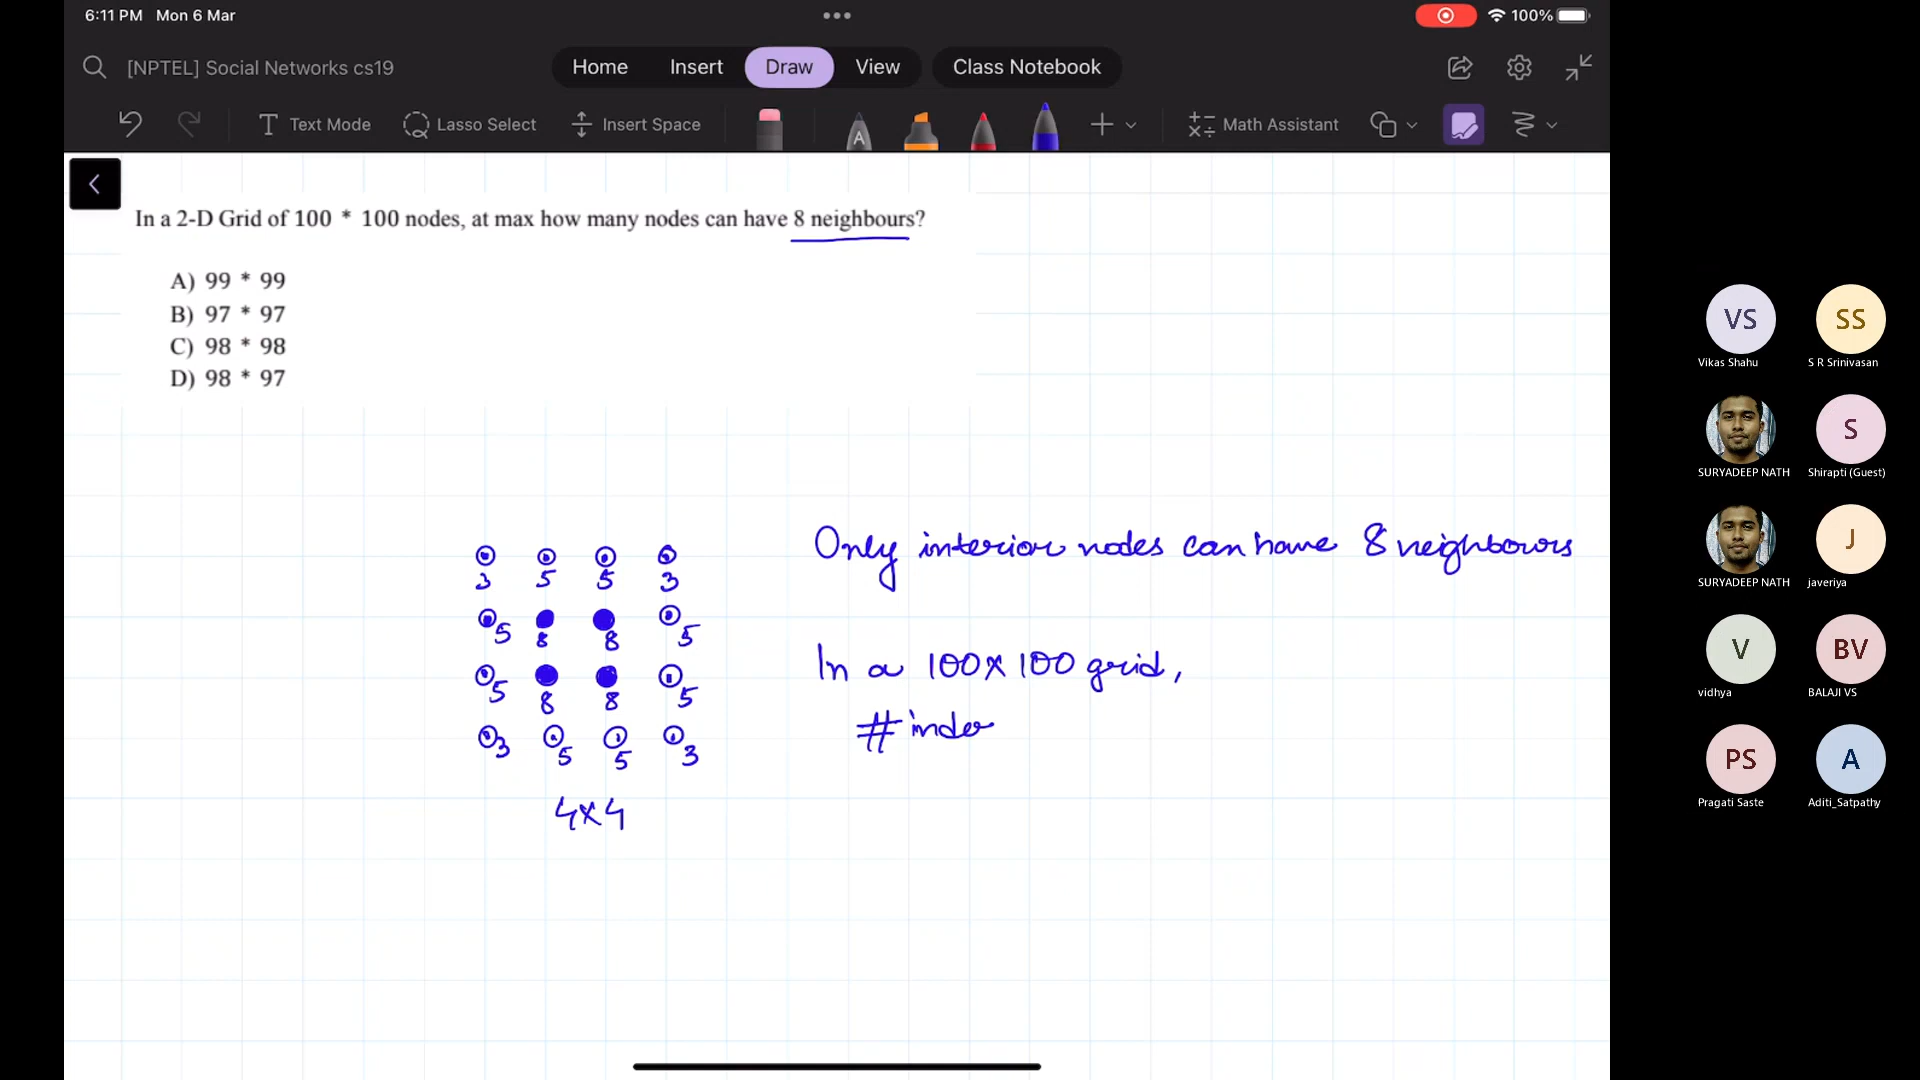 6:11 PM Mon 6 Mar
100%
[NPTEL] Social Networks cs19
Home Insert Draw View Class Notebook
Text Mode Lasso Select Insert Space A Math Assistant
In a 2-D Grid of 100 * 100 nodes, at max how many nodes can have 8 neighbours?
A) 99 * 99
B) 97 * 97
C) 98 * 98
D) 98 * 97
3 5 5 3
5 8 8 5
5 8 8 5
3 5 5 3
4x4
Only interior nodes can have 8 neighbours
In a 100x100 grid,
# inder
VS SS
Vikas Shahu S R Srinivasan
S
SURYADEEP NATH Shirapti (Guest)
J
SURYADEEP NATH javeriya
V BV
vidhya BALAJI VS
PS A
Pragati Saste Aditi_Satpathy